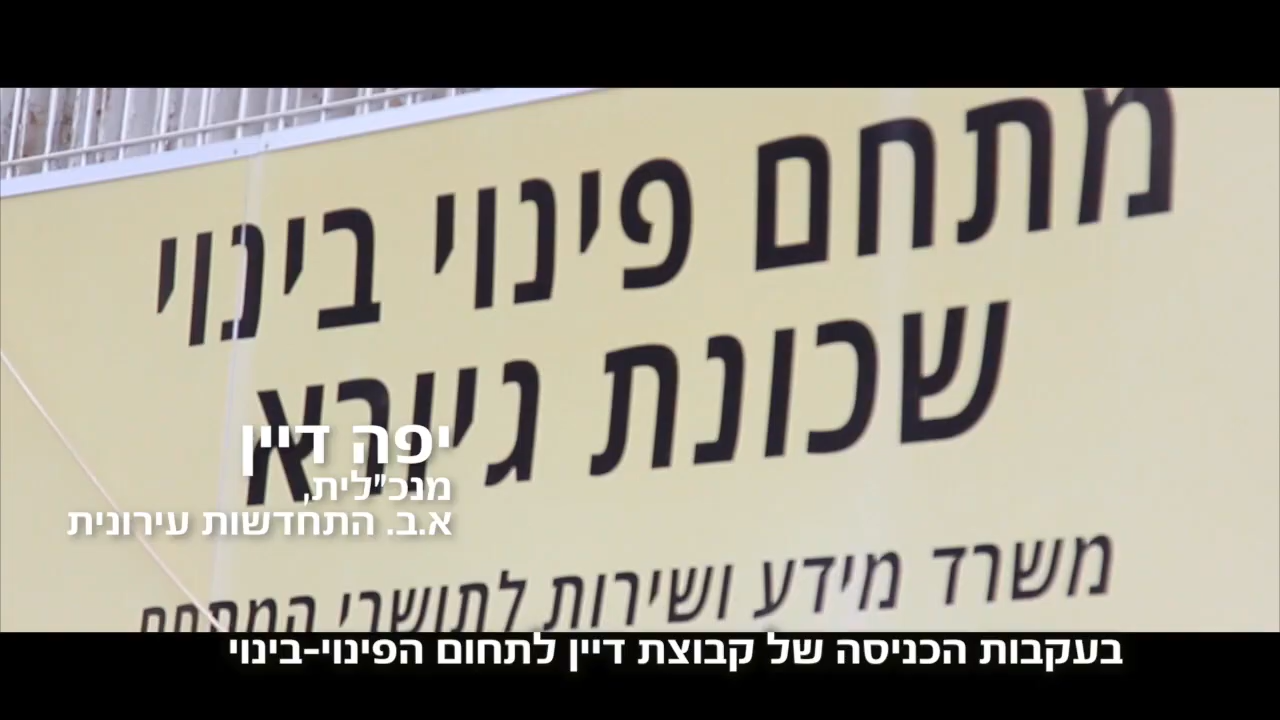 מתחם פינוי בינוי
שכונת גיורא
יפה דיין
מנכ"לית,
א.ב. התחדשות עירונית
משרד מידע ושירות לתושבי המתחם
בעקבות הכניסה של קבוצת דיין לתחום הפינוי-בינוי